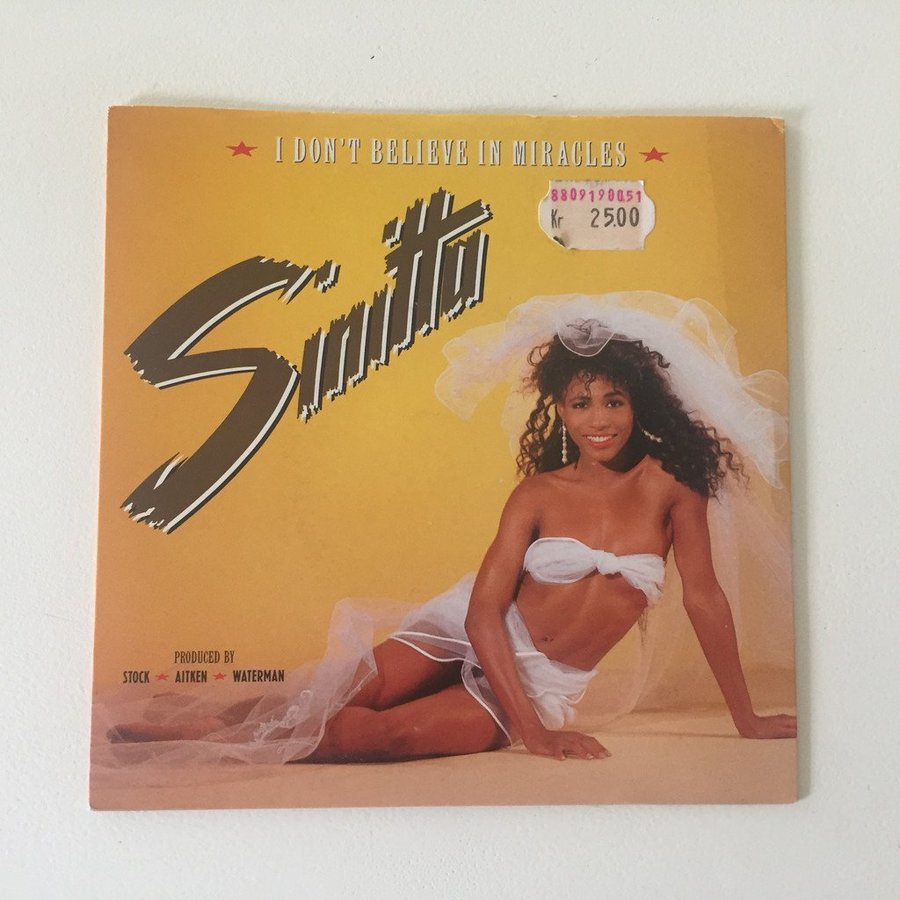 ★ I DON'T BELIEVE IN MIRACLES ★
8809190051
Kr 25.00
Sinitta
PRODUCED BY
STOCK ★ AITKEN ★ WATERMAN